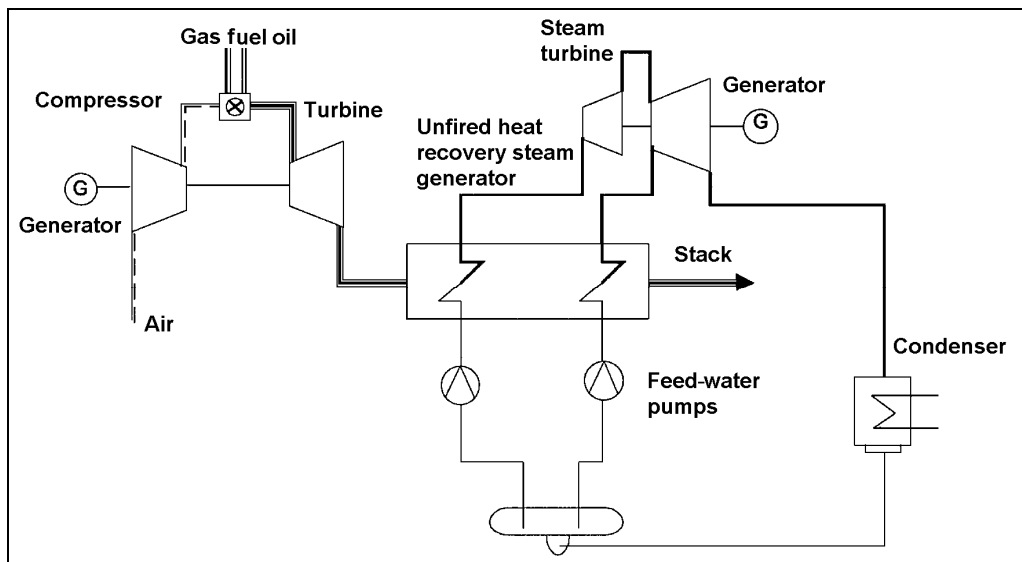 Gas fuel oil
Compressor
Turbine
G
Generator
Air
Steam
turbine
Generator
G
Unfired heat
recovery steam
generator
Stack
Feed-water
pumps
Condenser